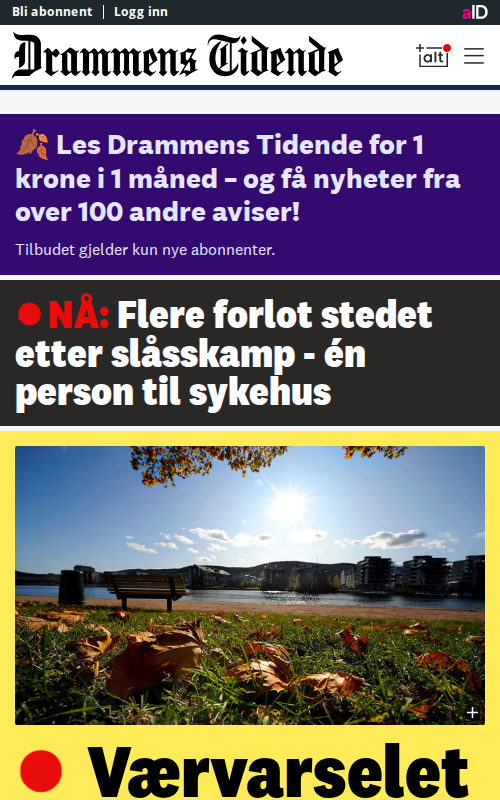 Bli abonnent | Logg inn
aID
Drammens Tidende
+alt
🍂 Les Drammens Tidende for 1
krone i 1 måned – og få nyheter fra
over 100 andre aviser!
Tilbudet gjelder kun nye abonnenter.
NÅ: Flere forlot stedet
etter slåsskamp - én
person til sykehus
Værvarselet